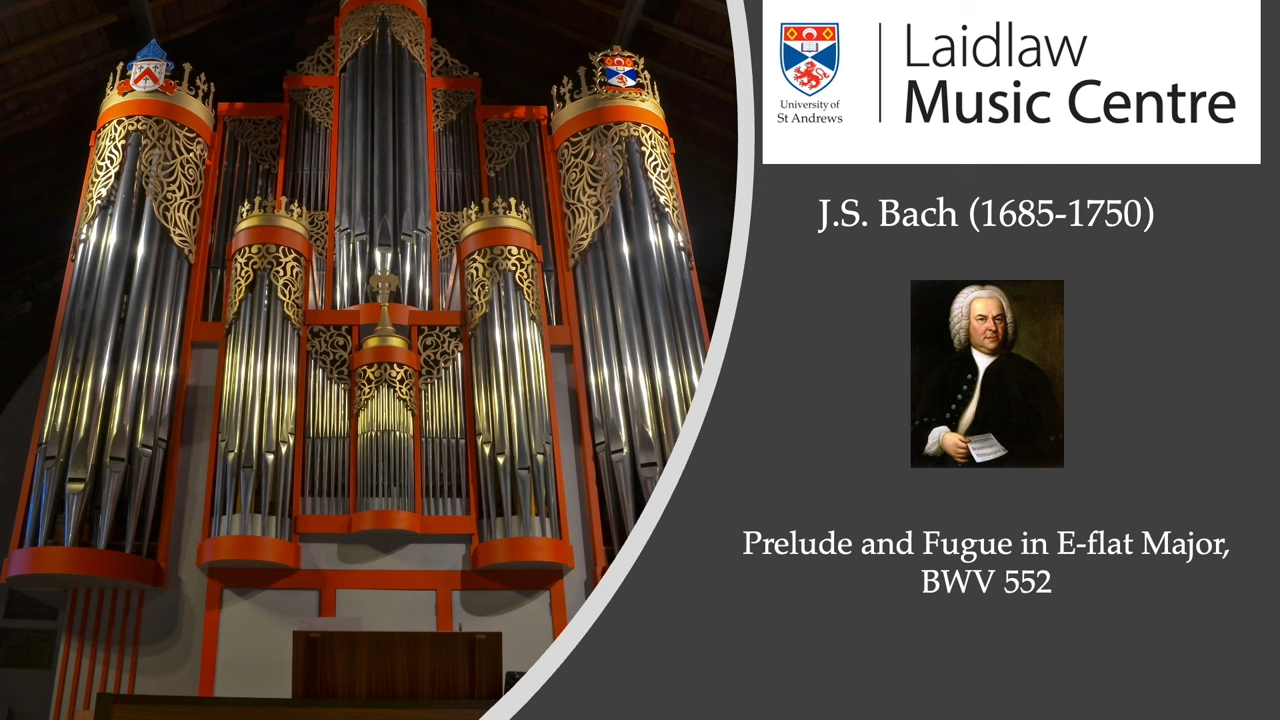 University of
St Andrews
Laidlaw
Music Centre
J.S. Bach (1685-1750)
Prelude and Fugue in E-flat Major,
BWV 552